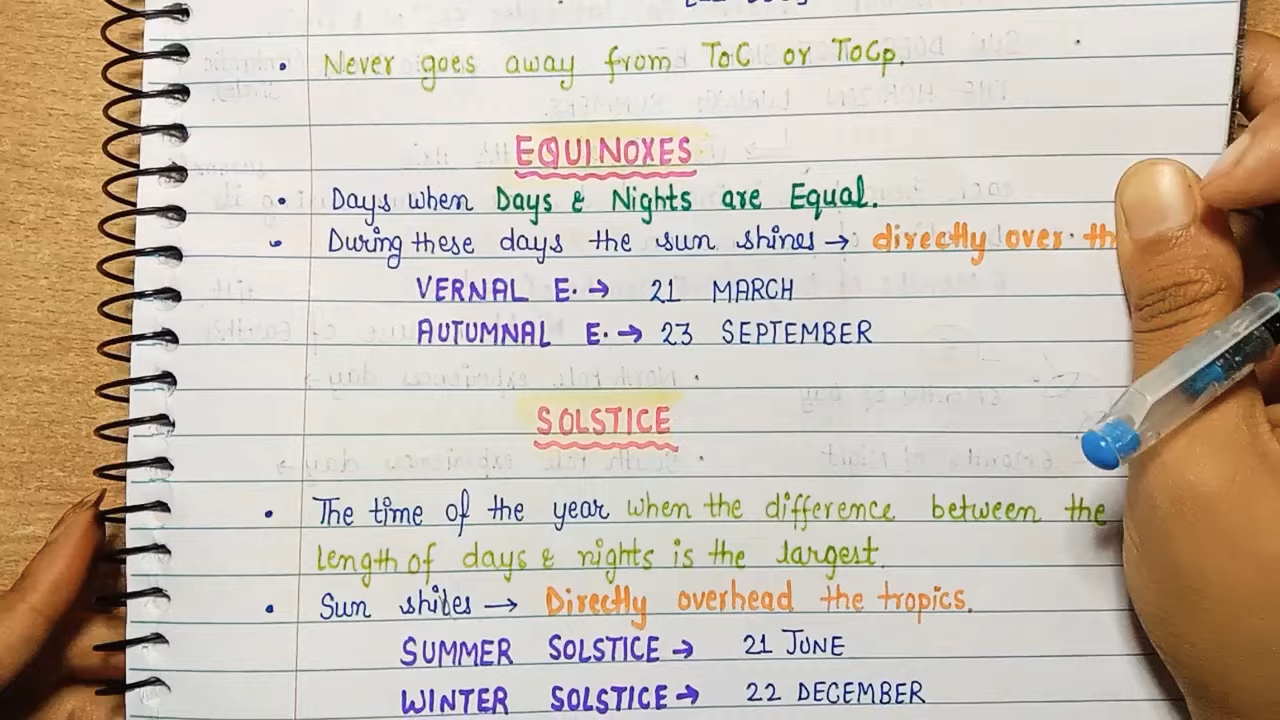 • Never goes away from ToC or ToCp.
EQUINOXES
• Days when Days & Nights are Equal.
• During these days the sun shines → directly over th
VERNAL E. → 21 MARCH
AUTUMNAL E. → 23 SEPTEMBER
SOLSTICE
• The time of the year when the difference between the
length of days & nights is the largest.
• Sun shines → Directly overhead the tropics.
SUMMER SOLSTICE → 21 JUNE
WINTER SOLSTICE → 22 DECEMBER